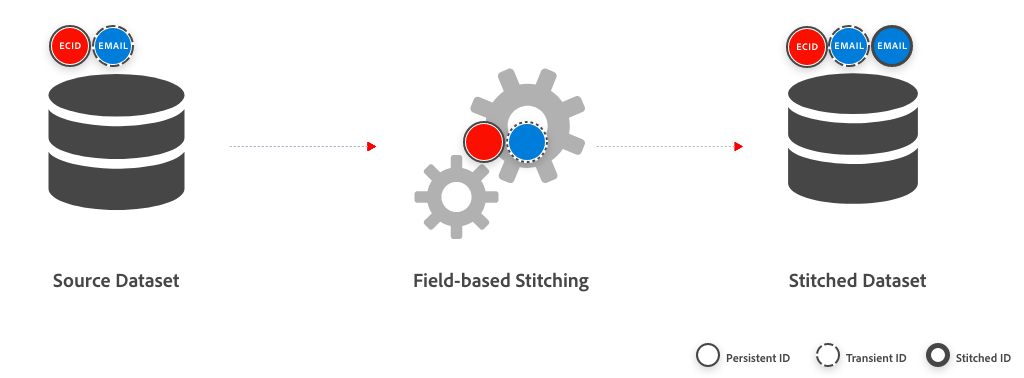 ECID EMAIL
ECID EMAIL EMAIL
Source Dataset
Field-based Stitching
Stitched Dataset
Persistent ID
Transient ID
Stitched ID